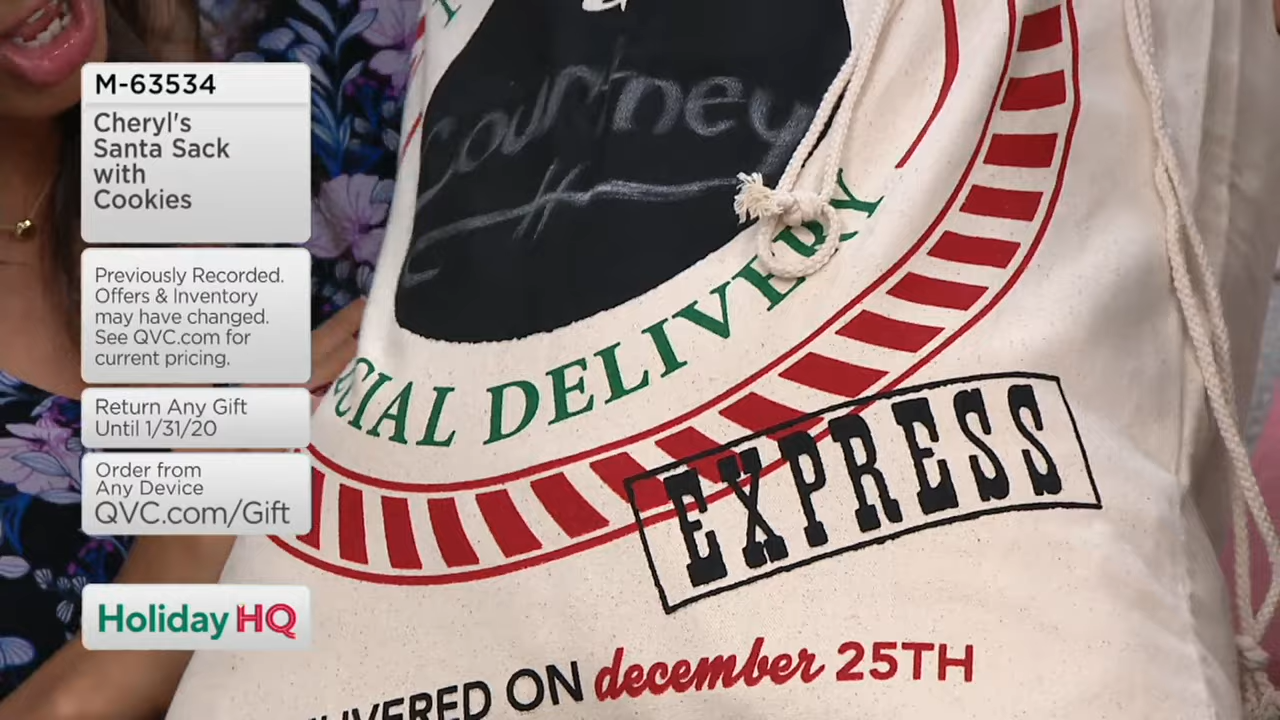 M-63534
Cheryl's
Santa Sack
with
Cookies
Previously Recorded.
Offers & Inventory
may have changed.
See QVC.com for
current pricing.
Return Any Gift
Until 1/31/20
Order from
Any Device
QVC.com/Gift
Holiday HQ
Courtney
H
CIAL DELIVERY
EXPRESS
IVERED ON december 25TH